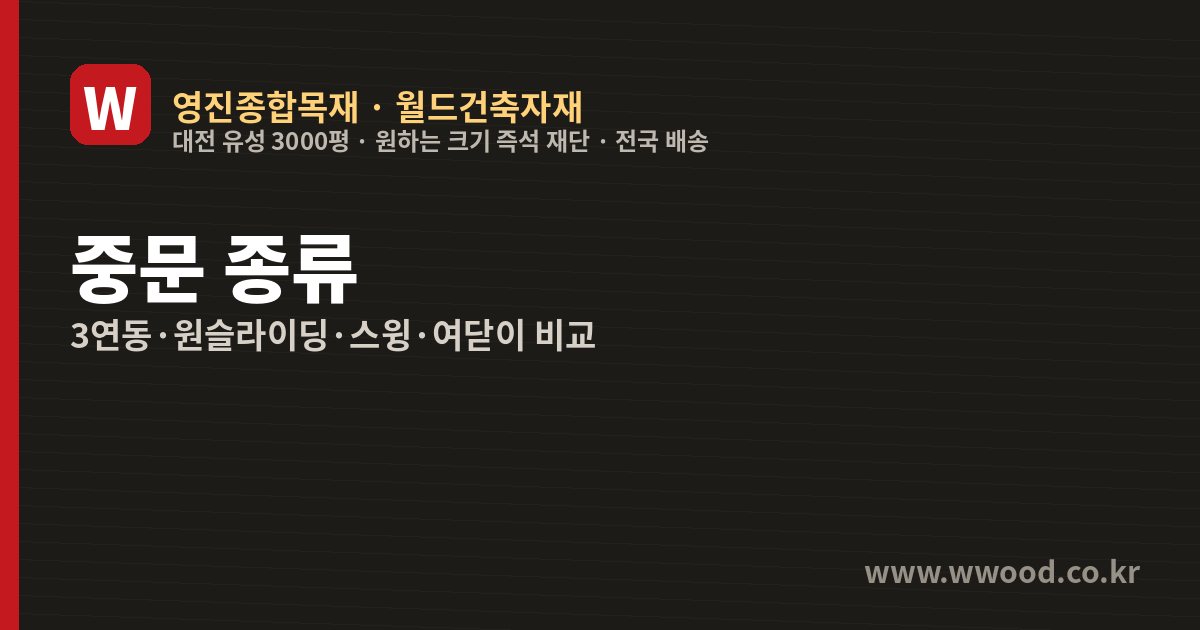 W
영진종합목재 · 월드건축자재
대전 유성 3000평 · 원하는 크기 즉석 재단 · 전국 배송
중문 종류
3연동·원슬라이딩·스윙·여닫이 비교
www.wwood.co.kr